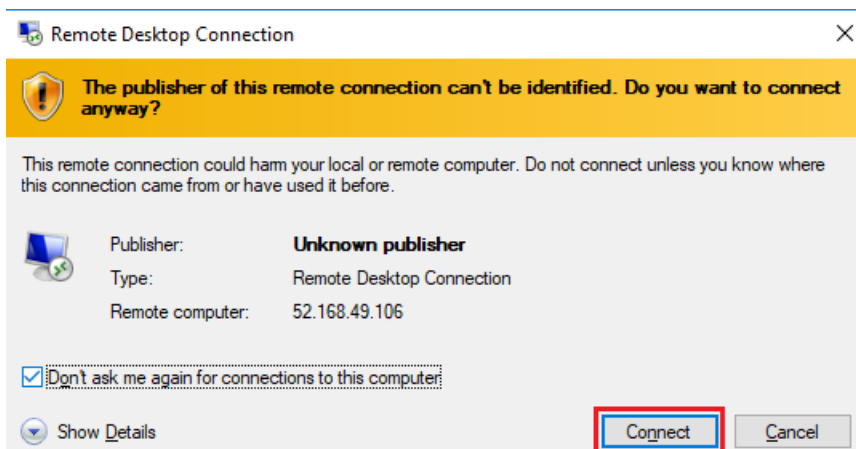 Remote Desktop Connection
The publisher of this remote connection can't be identified. Do you want to connect
anyway?
This remote connection could harm your local or remote computer. Do not connect unless you know where
this connection came from or have used it before.
Publisher: Unknown publisher
Type: Remote Desktop Connection
Remote computer: 52.168.49.106
Don't ask me again for connections to this computer
Show Details Connect Cancel